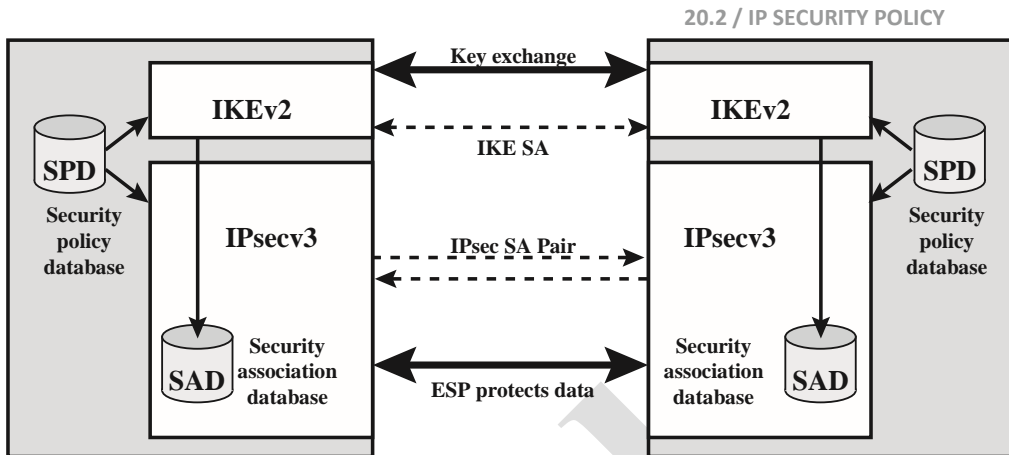 20.2 / IP SECURITY POLICY
Key exchange
IKEv2
IKEv2
IKE SA
SPD
SPD
Security
policy
database
Security
policy
database
IPsecv3
IPsecv3
IPsec SA Pair
SAD
Security
association
database
Security
association
database
SAD
ESP protects data